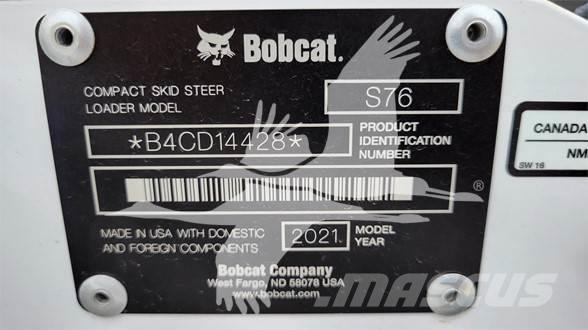 Bobcat.
COMPACT SKID STEER
LOADER MODEL
S76
*B4CD14428*
PRODUCT
IDENTIFICATION
NUMBER
®
MADE IN USA WITH DOMESTIC
AND FOREIGN COMPONENTS
2021
MODEL
YEAR
Bobcat Company
West Fargo, ND 58078 USA
www.bobcat.com
CANADA
NM
SW 16
MASCUS